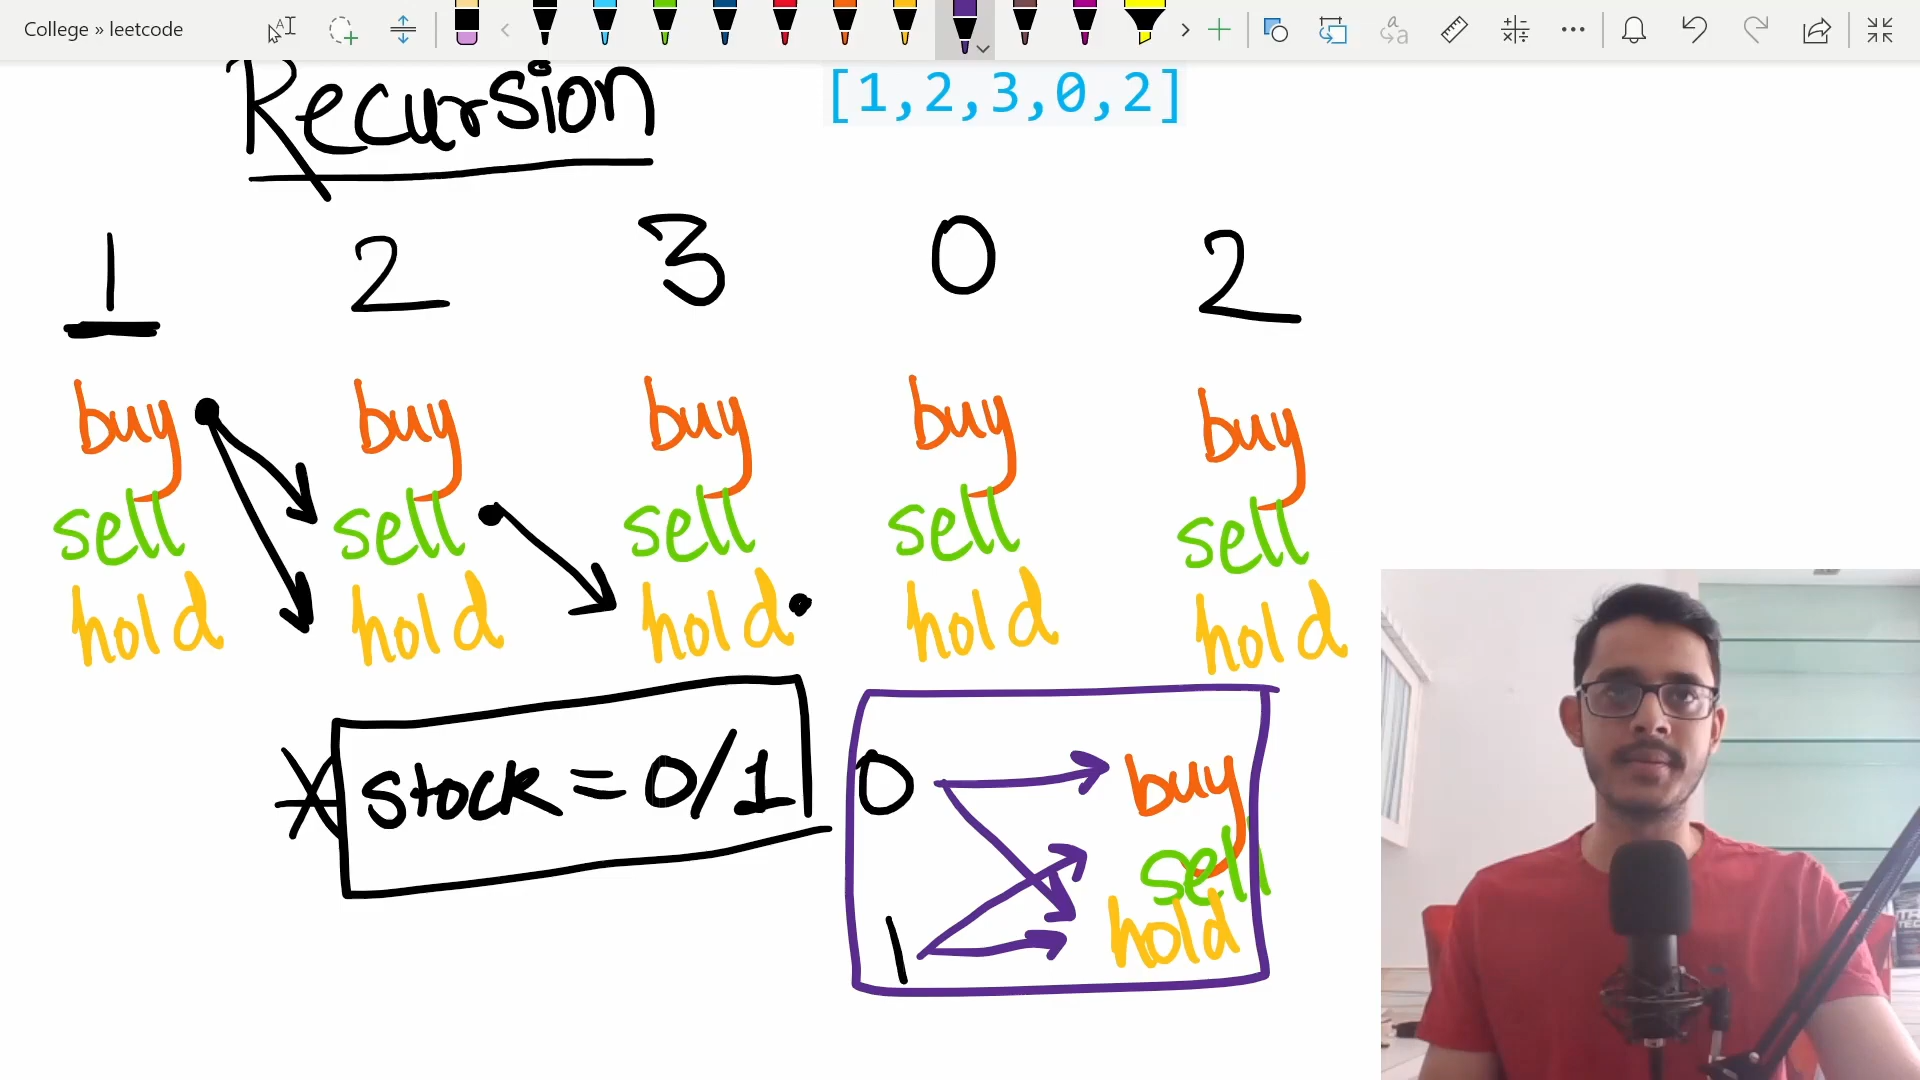 College » leetcode
Recursion
[1,2,3,0,2]
1 2 3 0 2
buy buy buy buy buy
sell sell sell sell sell
hold hold hold hold hold
stock = 0/1
0 buy
sell
1 hold